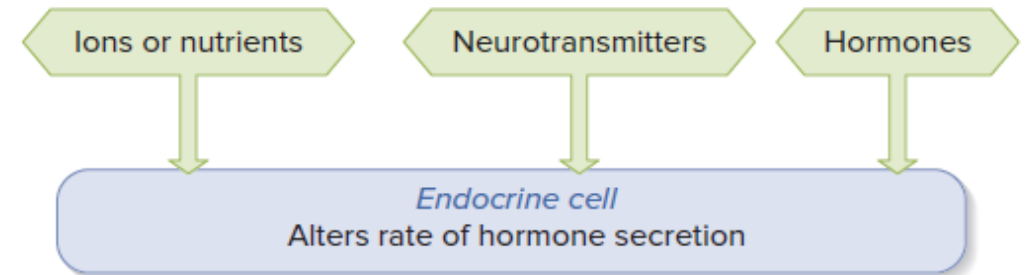 Ions or nutrients
Neurotransmitters
Hormones
Endocrine cell
Alters rate of hormone secretion